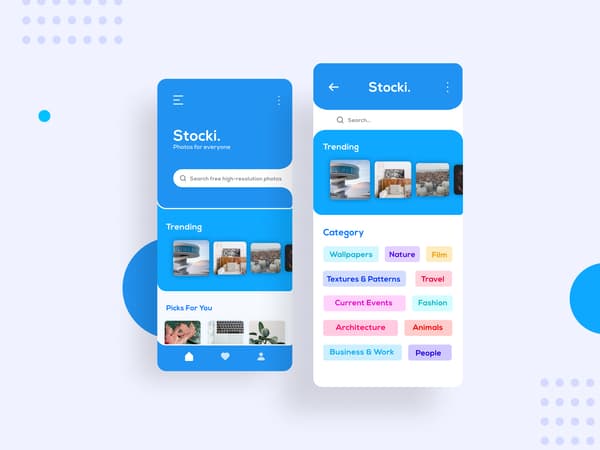 Stocki.
Photos for everyone
Search free high-resolution photos
Trending
Picks For You
Stocki.
Search...
Trending
Category
Wallpapers Nature Film
Textures & Patterns Travel
Current Events Fashion
Architecture Animals
Business & Work People